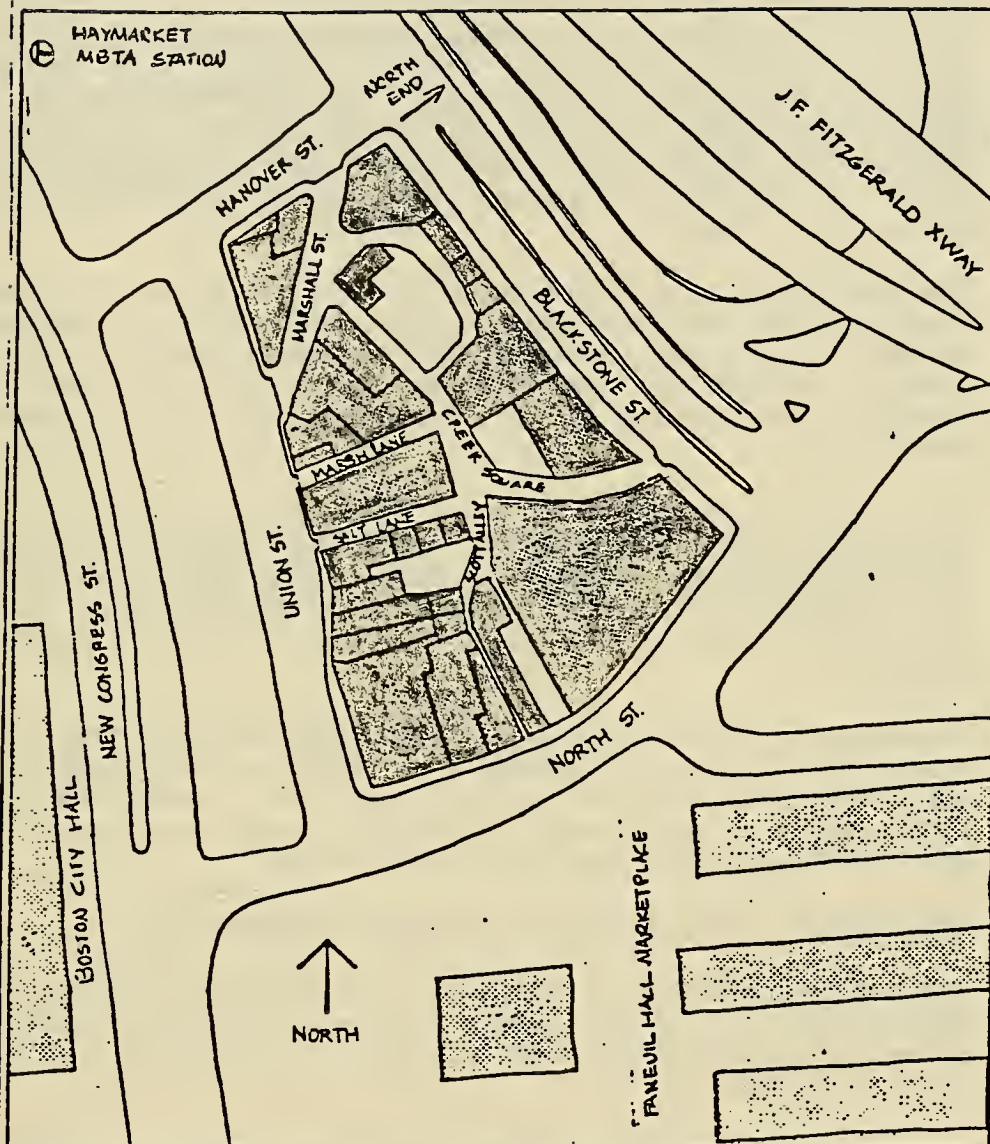 T
HAYMARKET
MBTA STATION
NORTH
END
HANOVER ST.
J.F. FITZGERALD XWAY
MARSHALL ST.
BLACKSTONE ST.
CREEK
SQUARE
MARSH LANE
SALT LANE
SCOTT ALLEY
UNION ST.
NEW CONGRESS ST.
NORTH ST.
BOSTON CITY HALL
FANEUIL HALL MARKETPLACE
NORTH